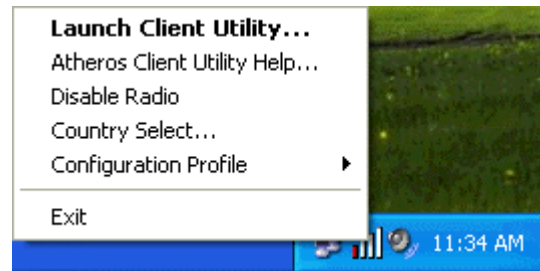 Launch Client Utility...
Atheros Client Utility Help...
Disable Radio
Country Select...
Configuration Profile
Exit
11:34 AM